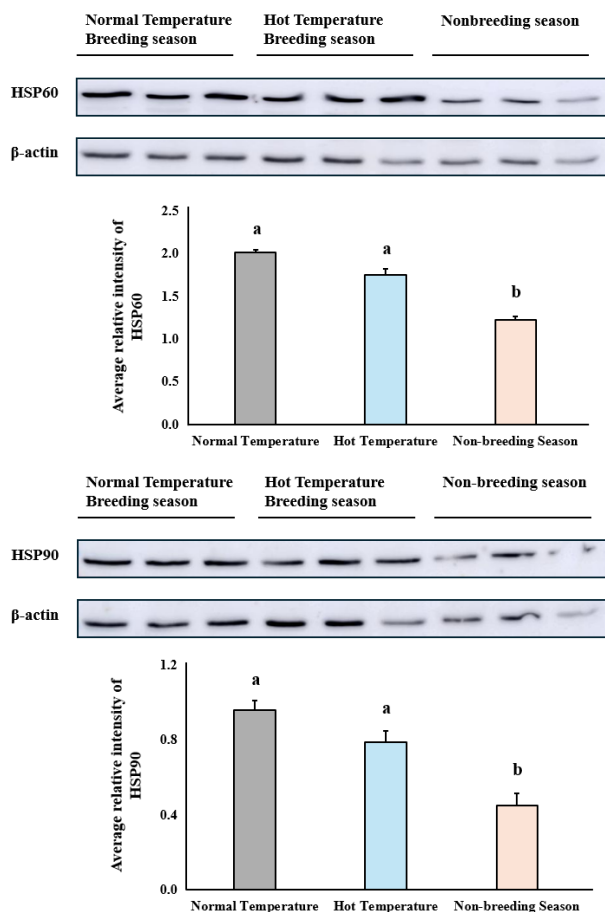 Normal Temperature
Breeding season
Hot Temperature
Breeding season
Nonbreeding season
HSP60
β-actin
Average relative intensity of
HSP60
2.5
2.0
1.5
1.0
0.5
0.0
a
a
b
Normal Temperature
Hot Temperature
Non-breeding Season
Normal Temperature
Breeding season
Hot Temperature
Breeding season
Non-breeding season
HSP90
β-actin
Average relative intensity of
HSP90
1.2
0.8
0.4
0.0
a
a
b
Normal Temperature
Hot Temperature
Non-breeding Season